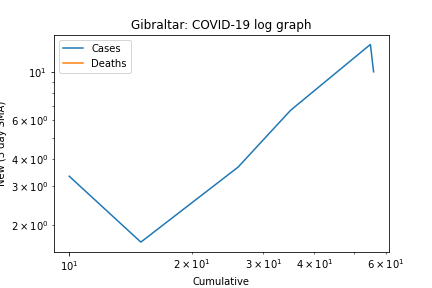 Gibraltar: COVID-19 log graph
Cases
Deaths
10¹
6 × 10⁰
4 × 10⁰
3 × 10⁰
2 × 10⁰
New (3 day SMA)
10¹
2 × 10¹
3 × 10¹
4 × 10¹
6 × 10¹
Cumulative